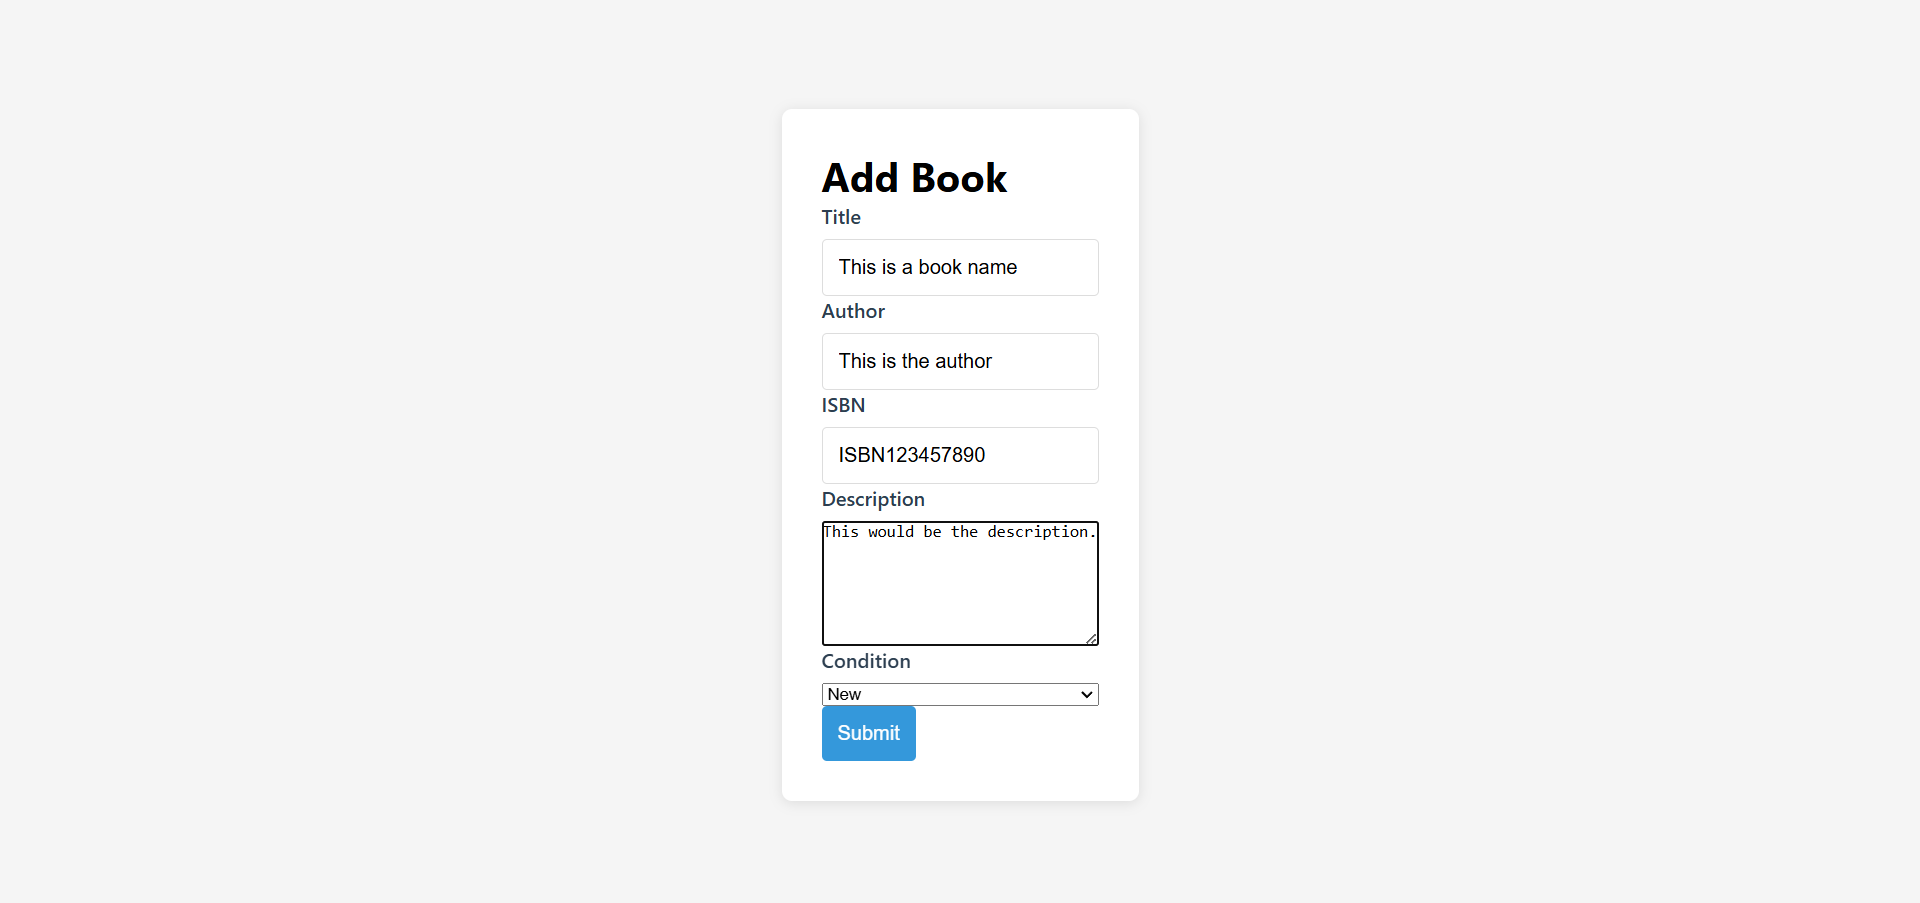 Add Book
Title
This is a book name
Author
This is the author
ISBN
ISBN123457890
Description
This would be the description.
Condition
New
Submit